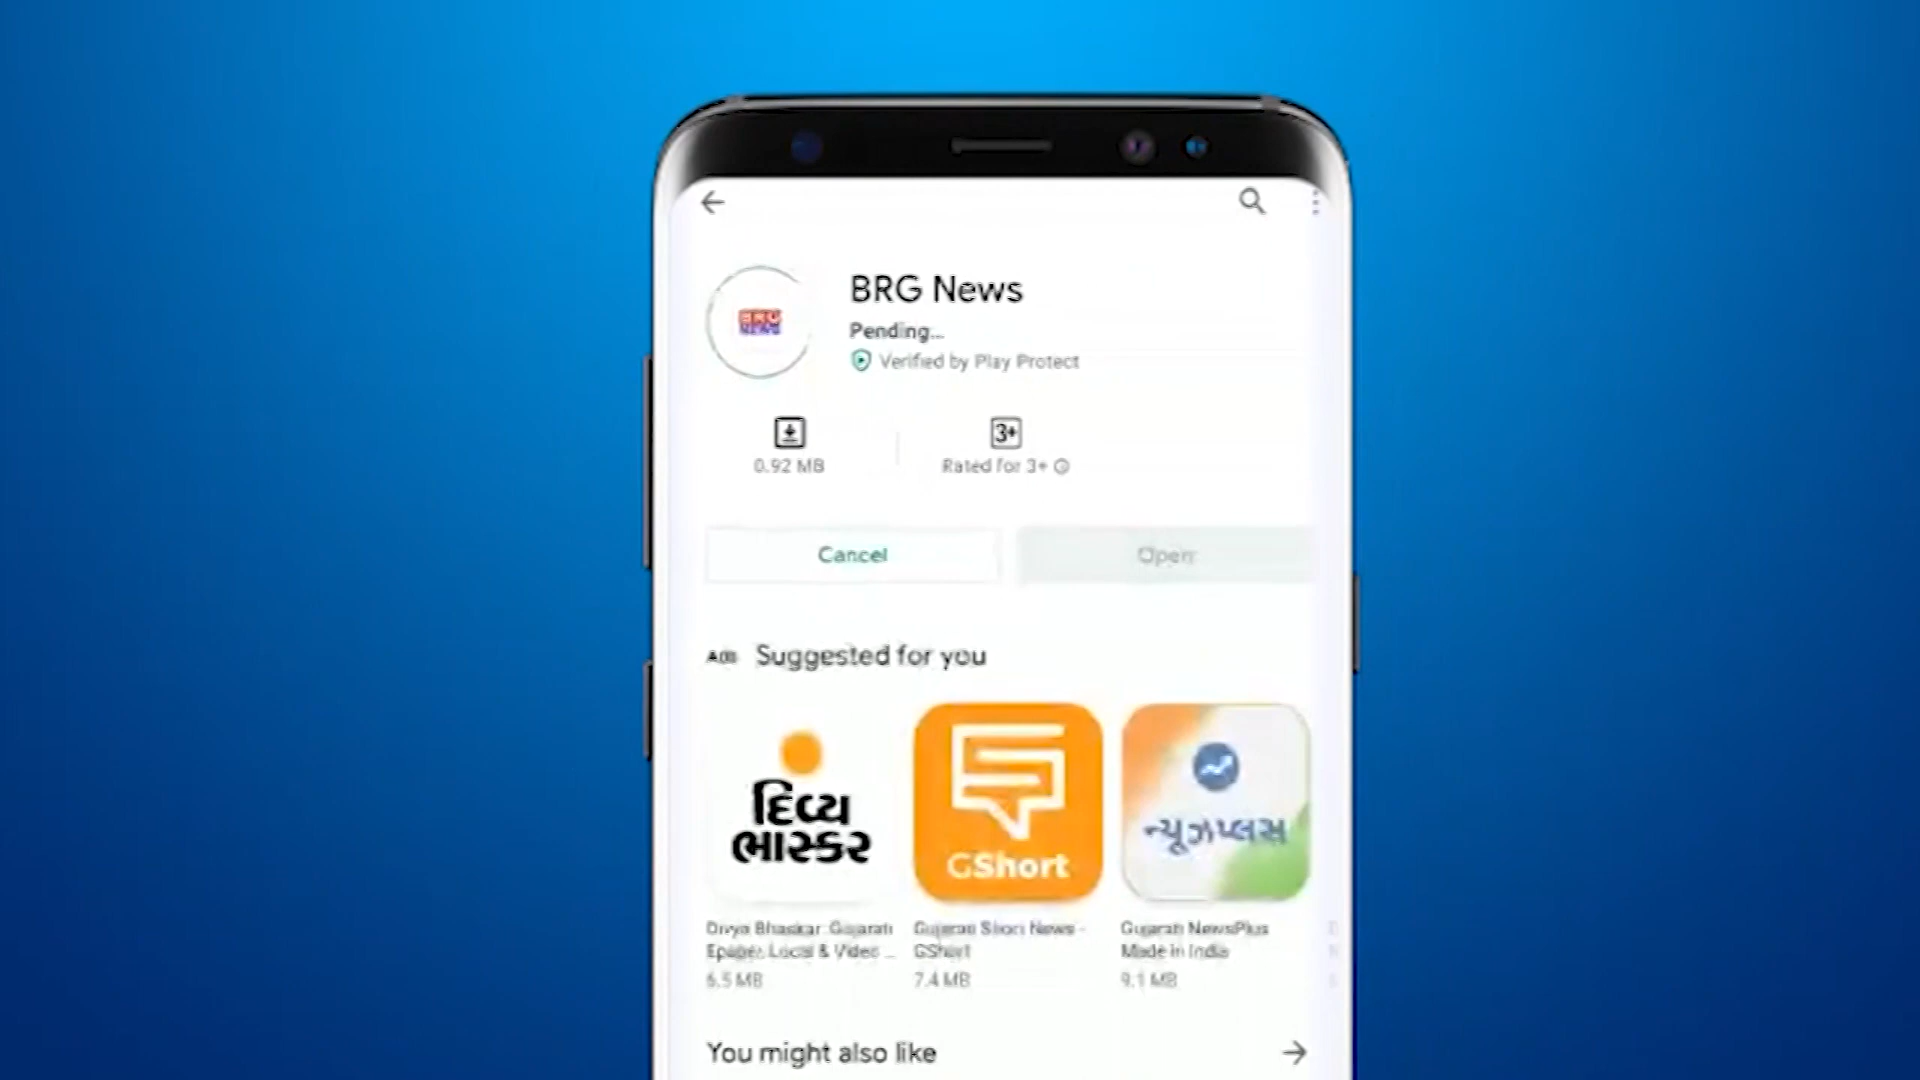 BRG News
BRG
NEWS
Pending...
Verified by Play Protect
3+
0.92 MB
Rated for 3+
Cancel
Open
Ads
Suggested for you
દિવ્ય
ભાસ્કર
GShort
ન્યૂઝપ્લસ
Divya Bhaskar: Gujarati
Epaper, Local & Video ...
6.5 MB
Gujarati Short News -
GShort
7.4 MB
Gujarati NewsPlus
Made in India
9.1 MB
You might also like